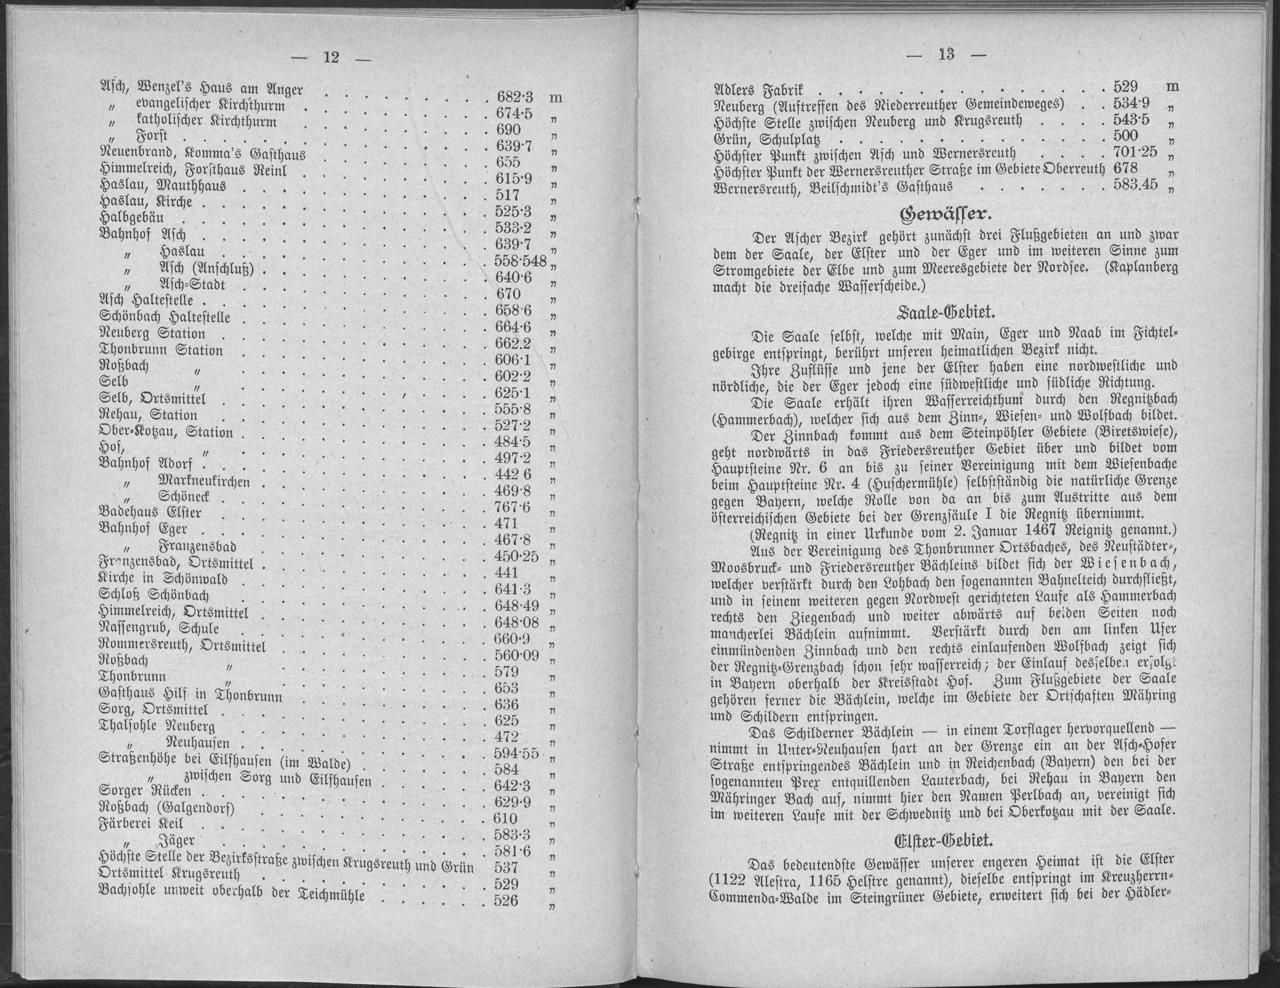 — 12 —
Asch, Wenzel's Haus am Anger . . . . . . . . . 682·3 m
„ evangelischer Kirchthurm . . . . . . . . . 674·5 „
„ katholischer Kirchthurm . . . . . . . . . 690 „
„ Forst . . . . . . . . . 639·7 „
Neuenbrand, Komma's Gasthaus . . . . . . . . . 655 „
Himmelreich, Forsthaus Reinl . . . . . . . . . 615·9 „
Haslau, Mauthhaus . . . . . . . . . 517 „
Haslau, Kirche . . . . . . . . . 525·3 „
Halbgebäu . . . . . . . . . 533·2 „
Bahnhof Asch . . . . . . . . . 639·7 „
„ Haslau . . . . . . . . . 558·548 „
„ Asch (Anschluß) . . . . . . . . . 640·6 „
„ Asch-Stadt . . . . . . . . . 670 „
Asch Haltestelle . . . . . . . . . 658·6 „
Schönbach Haltestelle . . . . . . . . . 664·6 „
Neuberg Station . . . . . . . . . 662.2 „
Thonbrunn Station . . . . . . . . . 606·1 „
Roßbach „ . . . . . . . . . 602·2 „
Selb „ . . . . . . . . . 625·1 „
Selb, Ortsmittel . . . . . . . . . 555·8 „
Rehau, Station . . . . . . . . . 527·2 „
Ober-Kotzau, Station . . . . . . . . . 484·5 „
Hof, „ . . . . . . . . . 497·2 „
Bahnhof Adorf . . . . . . . . . 442 6 „
„ Markneukirchen . . . . . . . . . 469·8 „
„ Schöneck . . . . . . . . . 767·6 „
Badehaus Elster . . . . . . . . . 471 „
Bahnhof Eger . . . . . . . . . 467·8 „
„ Franzensbad . . . . . . . . . 450·25 „
Franzensbad, Ortsmittel . . . . . . . . . 441 „
Kirche in Schönwald . . . . . . . . . 641·3 „
Schloß Schönbach . . . . . . . . . 648·49 „
Himmelreich, Ortsmittel . . . . . . . . . 648·08 „
Nassengrub, Schule . . . . . . . . . 660·9 „
Rommersreuth, Ortsmittel . . . . . . . . . 560·09 „
Roßbach „ . . . . . . . . . 579 „
Thonbrunn „ . . . . . . . . . 653 „
Gasthaus Hilf in Thonbrunn . . . . . . . . . 636 „
Sorg, Ortsmittel . . . . . . . . . 625 „
Thalsohle Neuberg . . . . . . . . . 472 „
„ Neuhausen . . . . . . . . . 594·55 „
Straßenhöhe bei Eilfhausen (im Walde) . . . . . . 584 „
„ zwischen Sorg und Eilfhausen . . . . . . 642·3 „
Sorger Rücken . . . . . . . . . 629·9 „
Roßbach (Galgendorf) . . . . . . . . . 610 „
Färberei Keil . . . . . . . . . 583·3 „
„ Jäger . . . . . . . . . 581·6 „
Höchste Stelle der Bezirksstraße zwischen Krugsreuth und Grün 537 „
Ortsmittel Krugsreuth . . . . . . . . . 529 „
Bachsohle unweit oberhalb der Teichmühle . . . . . . 526 „
— 13 —
Adlers Fabrik . . . . . . . . . 529 m
Neuberg (Auftreffen des Niederreuther Gemeindeweges) . . 534·9 „
Höchste Stelle zwischen Neuberg und Krugsreuth . . . . 543·5 „
Grün, Schulplatz . . . . . . . . . 500 „
Höchster Punkt zwischen Asch und Wernersreuth . . . . 701·25 „
Höchster Punkt der Wernersreuther Straße im Gebiete Oberreuth 678 „
Wernersreuth, Beilschmidt's Gasthaus . . . . . . . 583.45 „
Gewässer.
Der Ascher Bezirk gehört zunächst drei Flußgebieten an und zwar
dem der Saale, der Elster und der Eger und im weiteren Sinne zum
Stromgebiete der Elbe und zum Meeresgebiete der Nordsee. (Kaplanberg
macht die dreifache Wasserscheide.)
Saale-Gebiet.
Die Saale selbst, welche mit Main, Eger und Naab im Fichtel-
gebirge entspringt, berührt unseren heimatlichen Bezirk nicht.
Ihre Zuflüsse und jene der Elster haben eine nordwestliche und
nördliche, die der Eger jedoch eine südwestliche und südliche Richtung.
Die Saale erhält ihren Wasserreichthum durch den Regnitzbach
(Hammerbach), welcher sich aus dem Zinn-, Wiesen- und Wolfbach bildet.
Der Zinnbach kommt aus dem Steinpöhler Gebiete (Biretswiese),
geht nordwärts in das Friedersreuther Gebiet über und bildet vom
Hauptsteine Nr. 6 an bis zu seiner Vereinigung mit dem Wiesenbache
beim Hauptsteine Nr. 4 (Huschermühle) selbstständig die natürliche Grenze
gegen Bayern, welche Rolle von da an bis zum Austritte aus dem
österreichischen Gebiete bei der Grenzsäule I die Regnitz übernimmt.
(Regnitz in einer Urkunde vom 2. Januar 1467 Reignitz genannt.)
Aus der Vereinigung des Thonbrunner Ortsbaches, des Neustädter-,
Moosbruck- und Friedersreuther Bächleins bildet sich der Wiesenbach,
welcher verstärkt durch den Lohbach den sogenannten Bahnelteich durchfließt,
und in seinem weiteren gegen Nordwest gerichteten Laufe als Hammerbach
rechts den Ziegenbach und weiter abwärts auf beiden Seiten noch
mancherlei Bächlein aufnimmt. Verstärkt durch den am linken Ufer
einmündenden Zinnbach und den rechts einlaufenden Wolfbach zeigt sich
der Regnitz-Grenzbach schon sehr wasserreich; der Einlauf desselben erfolgt
in Bayern oberhalb der Kreisstadt Hof. Zum Flußgebiete der Saale
gehören ferner die Bächlein, welche im Gebiete der Ortschaften Mähring
und Schildern entspringen.
Das Schilderner Bächlein — in einem Torflager hervorquellend —
nimmt in Unter-Neuhausen hart an der Grenze ein an der Asch-Hofer
Straße entspringendes Bächlein und in Reichenbach (Bayern) den bei der
sogenannten Prex entquillenden Lauterbach, bei Rehau in Bayern den
Mähringer Bach auf, nimmt hier den Namen Perlbach an, vereinigt sich
im weiteren Laufe mit der Schwednitz und bei Oberkotzau mit der Saale.
Elster-Gebiet.
Das bedeutendste Gewässer unserer engeren Heimat ist die Elster
(1122 Alestra, 1165 Helstre genannt), dieselbe entspringt im Kreuzherrn-
Commenda-Walde im Steingrüner Gebiete, erweitert sich bei der Hädler-